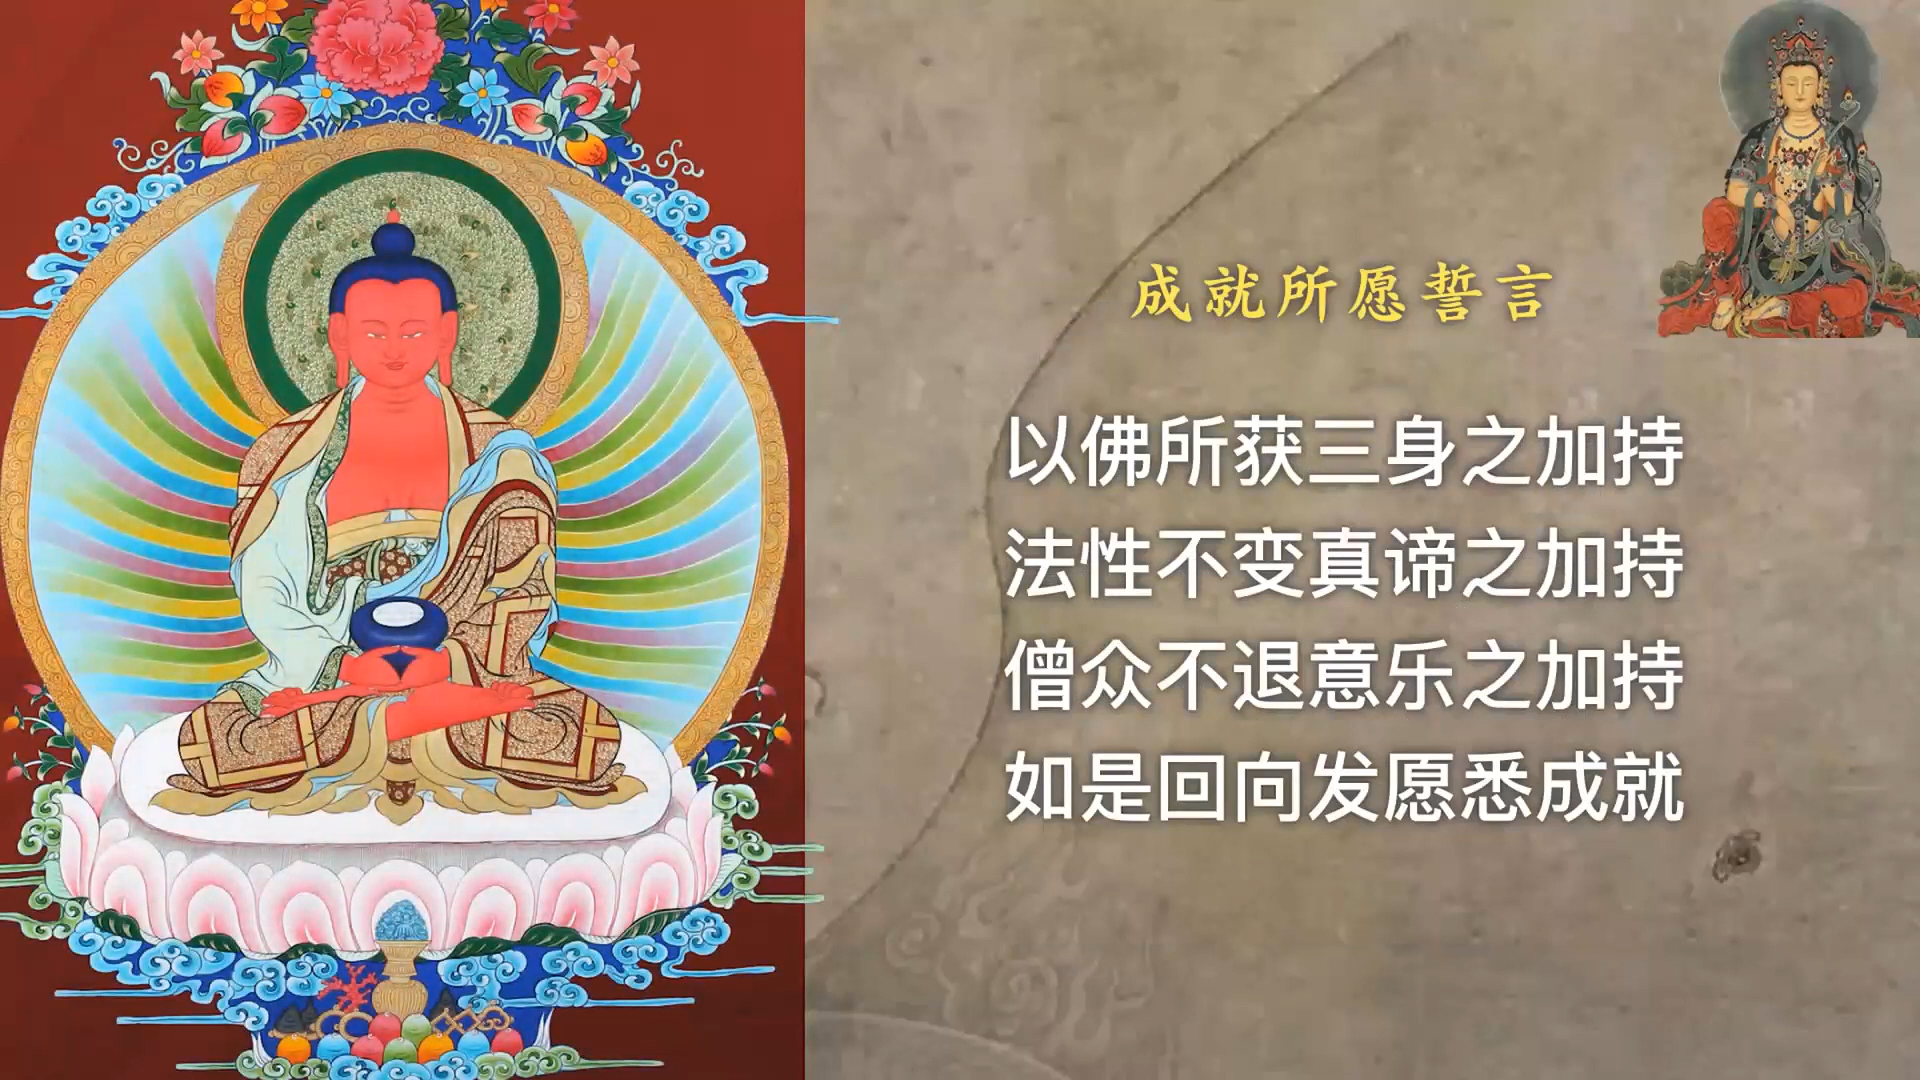 成就所愿誓言
以佛所获三身之加持
法性不变真谛之加持
僧众不退意乐之加持
如是回向发愿悉成就